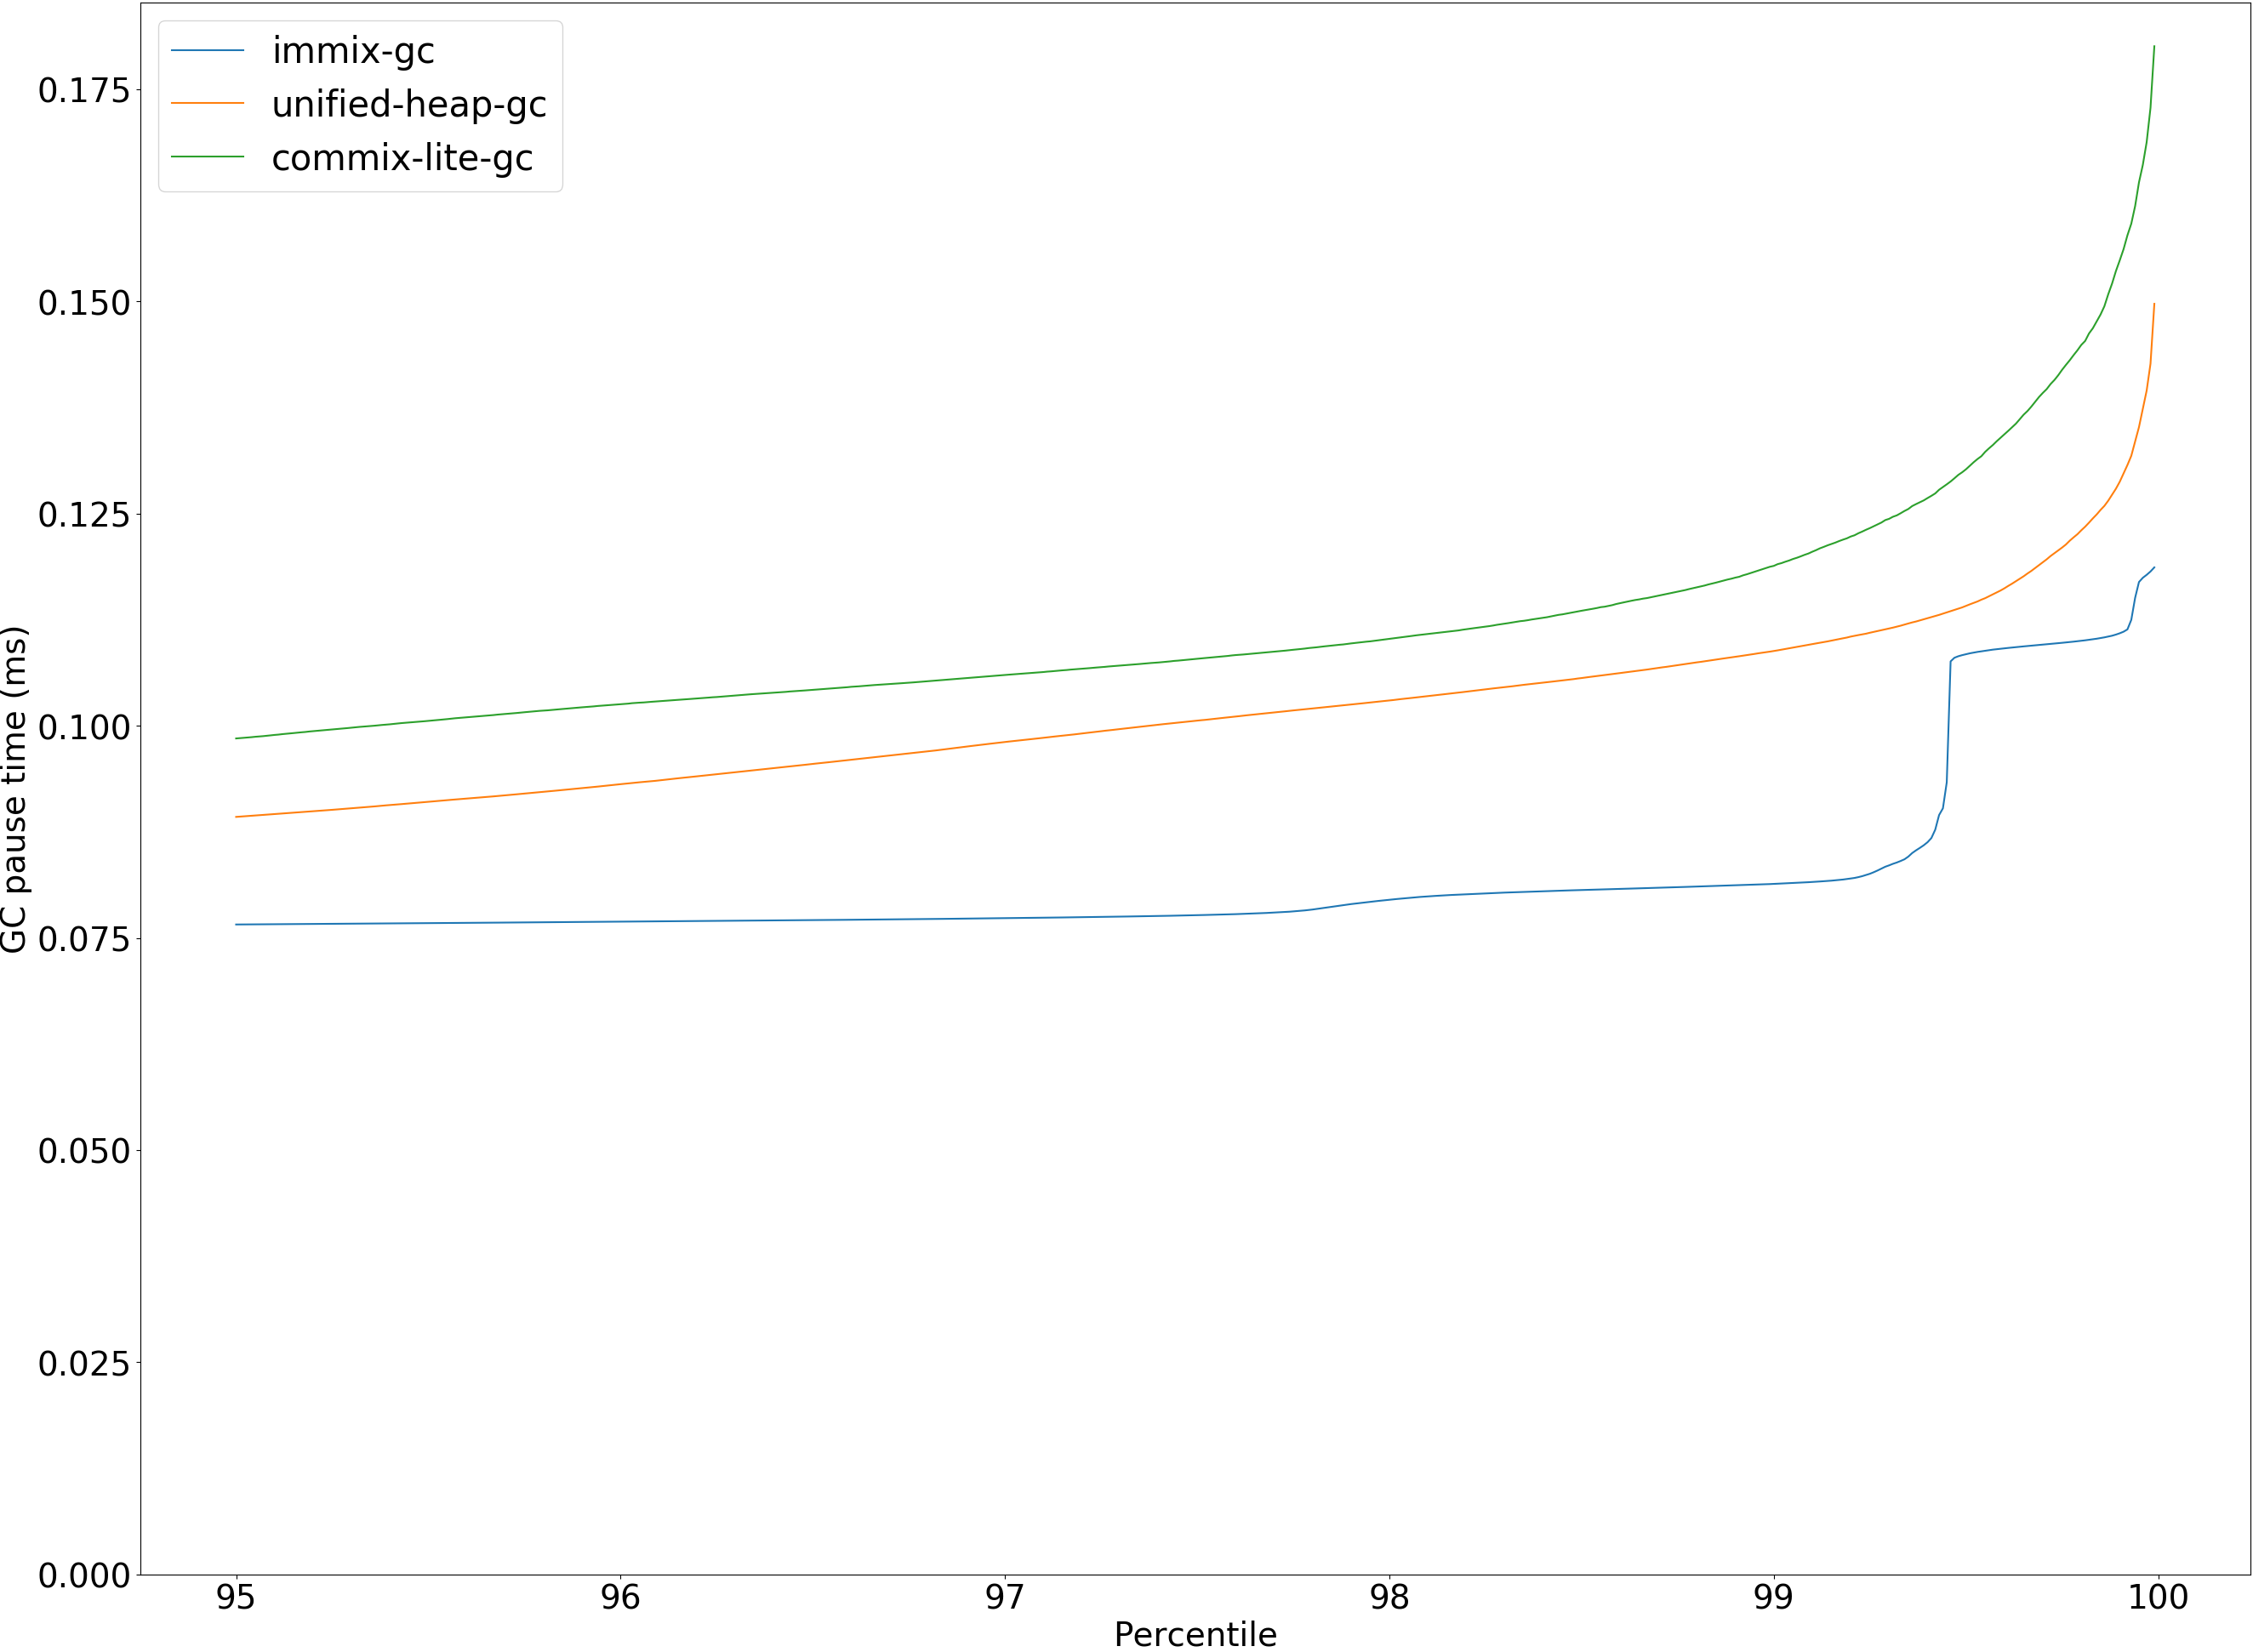 immix-gc
unified-heap-gc
commix-lite-gc
GC pause time (ms)
0.175
0.150
0.125
0.100
0.075
0.050
0.025
0.000
95 96 97 98 99 100
Percentile